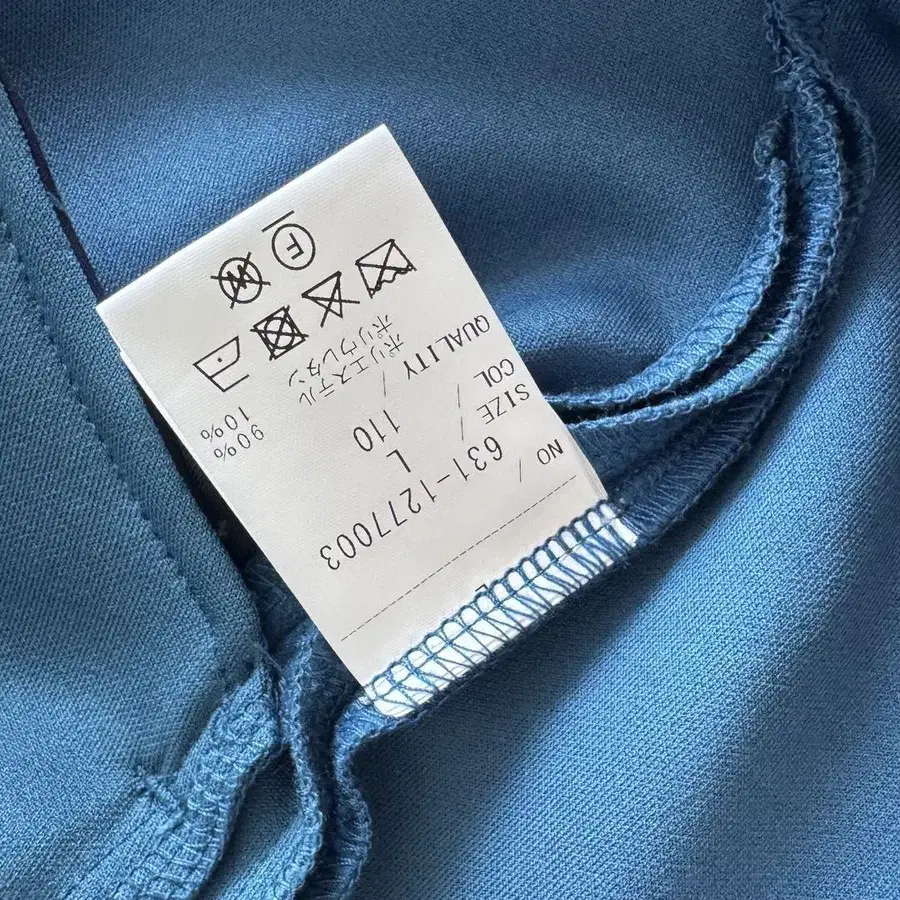 NO / 631-1277003
SIZE / L
COL / 110
QUALITY /
ポリエステル 90%
ポリウレタン 10%
F W